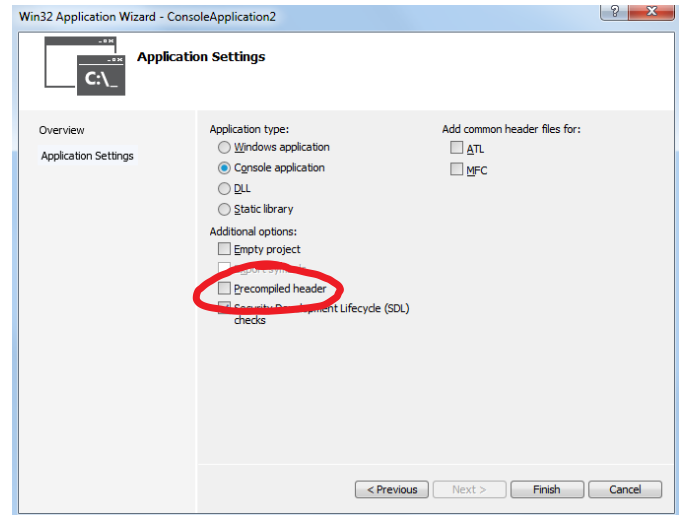 Win32 Application Wizard - ConsoleApplication2
C:\_
Application Settings
Overview
Application Settings
Application type:
Windows application
Console application
DLL
Static library
Additional options:
Empty project
Export symbols
Precompiled header
Security Development Lifecycle (SDL)
checks
Add common header files for:
ATL
MFC
< Previous
Next >
Finish
Cancel